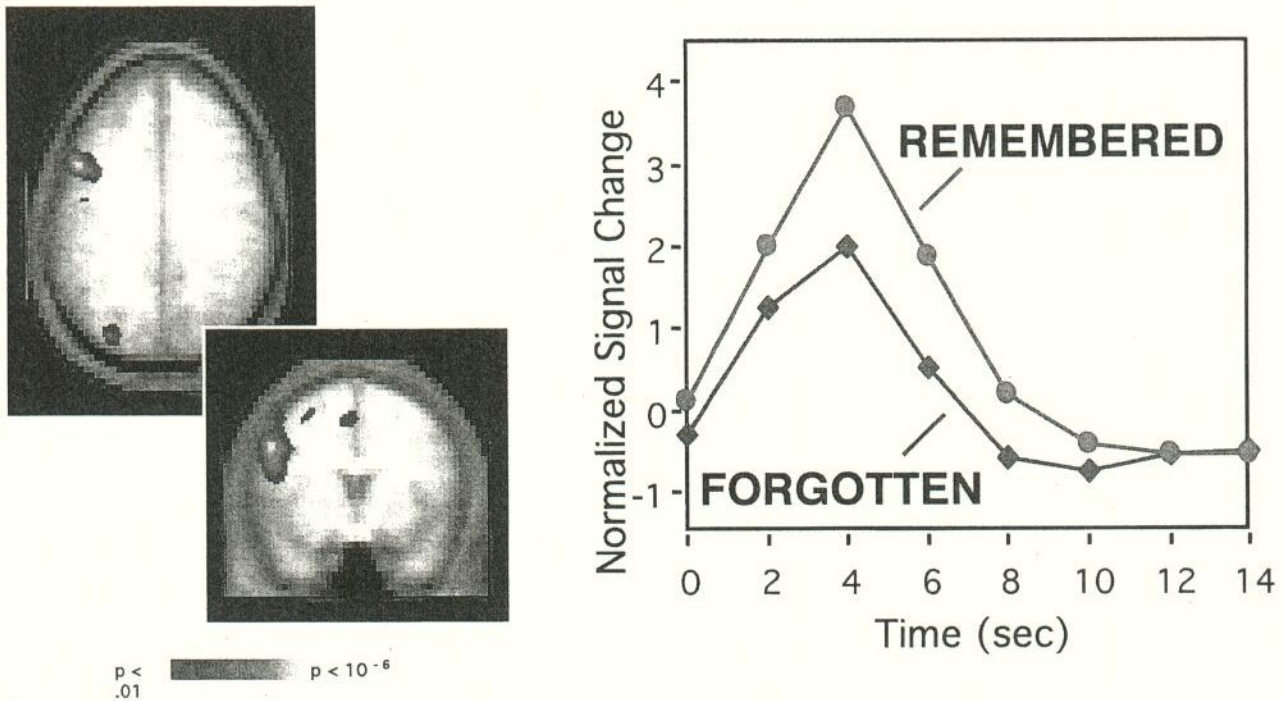 Normalized Signal Change
4
3
2
1
0
-1
REMEMBERED
FORGOTTEN
0 2 4 6 8 10 12 14
Time (sec)
p < .01
p < 10⁻⁶